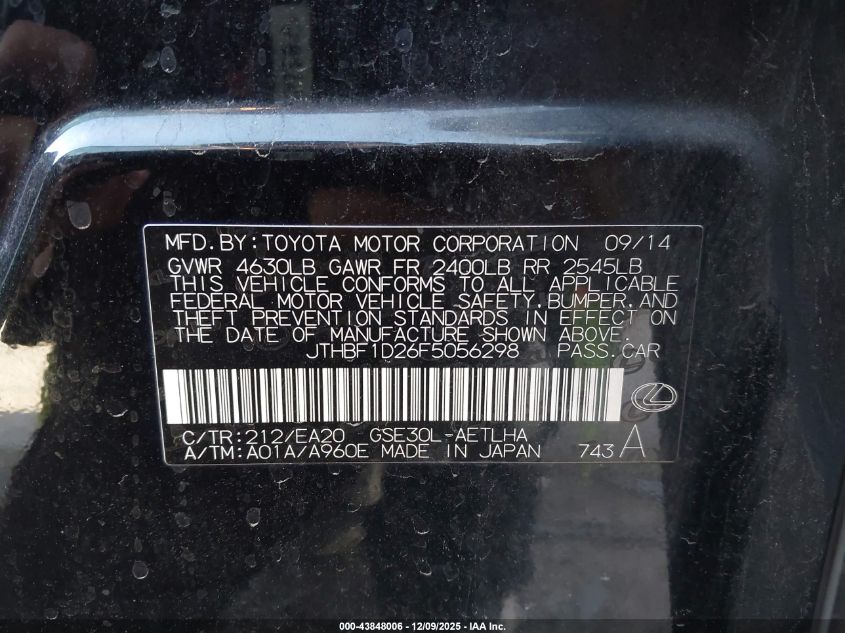 MFD.BY:TOYOTA MOTOR CORPORATION 09/14
GVWR 4630LB GAWR FR 2400LB RR 2545LB
THIS VEHICLE CONFORMS TO ALL APPLICABLE
FEDERAL MOTOR VEHICLE SAFETY,BUMPER,AND
THEFT PREVENTION STANDARDS IN EFFECT ON
THE DATE OF MANUFACTURE SHOWN ABOVE.
JTHBF1D26F5056298 PASS.CAR
C/TR:212/EA20 GSE30L-AETLHA
A/TM:A01A/A960E MADE IN JAPAN 743 A
000-43848006 - 12/09/2025 - IAA Inc.